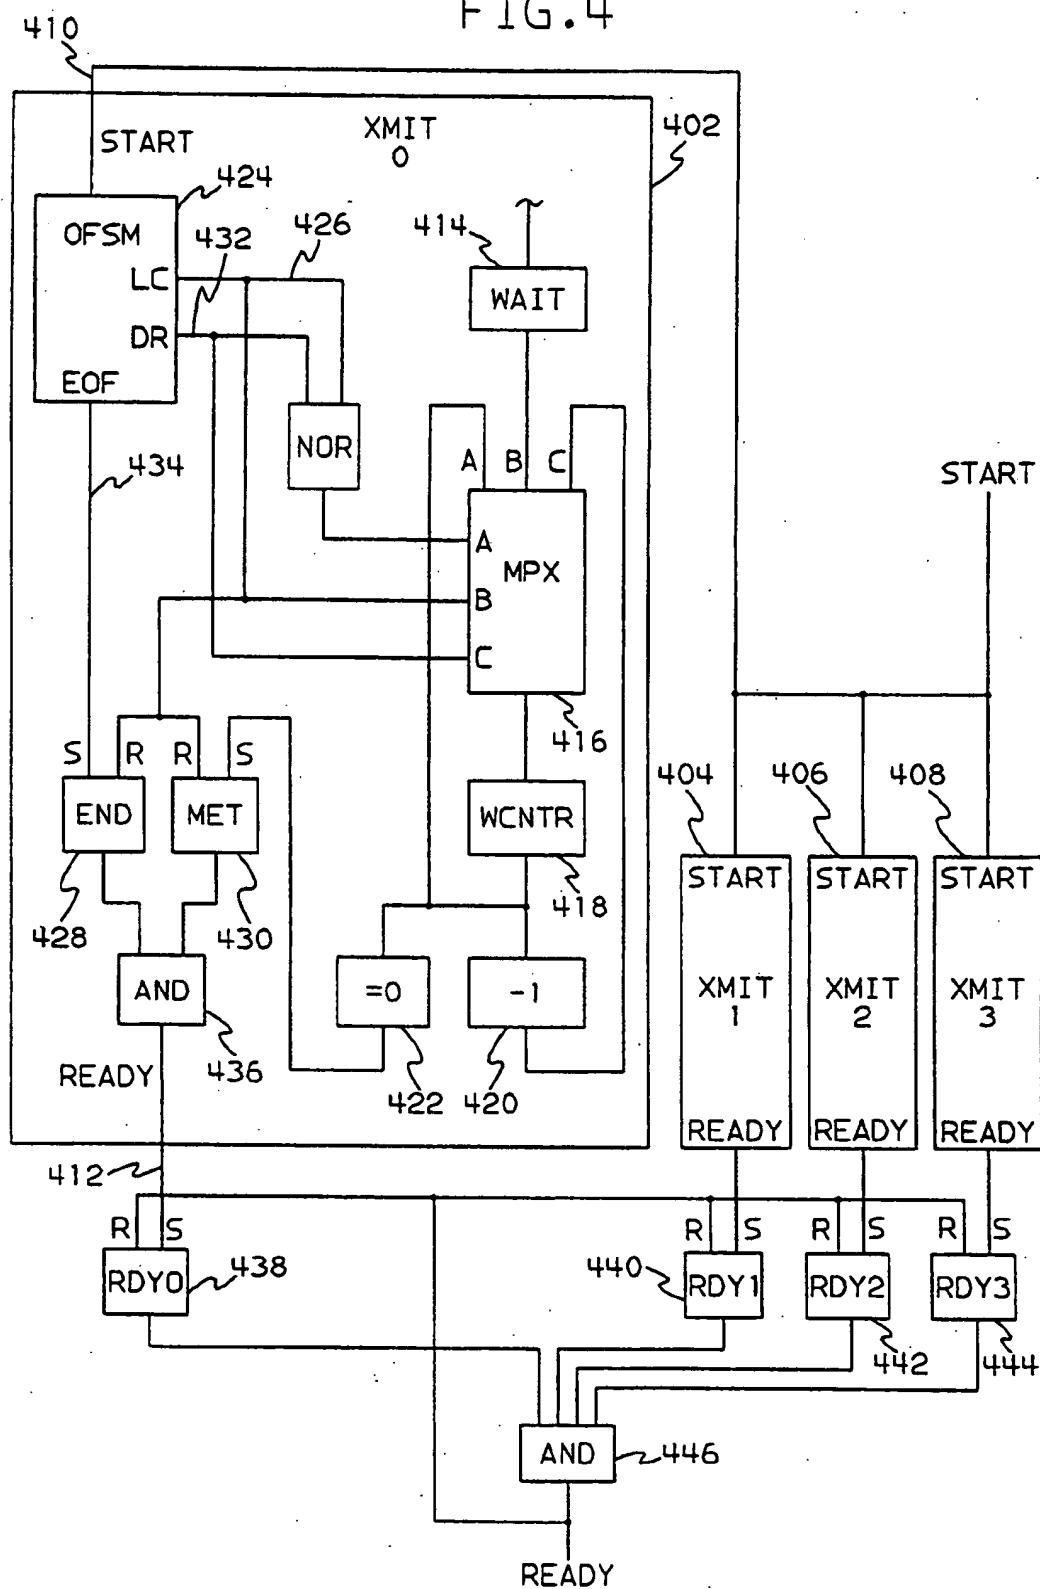 FIG.4
410
XMIT
0
402
START
424
OFSM
432
426
414
LC
WAIT
DR
EOF
NOR
434
A B C
START
A
MPX
B
C
416
S R R S
404
406
408
END
MET
WCNTR
START
START
START
428
430
418
AND
=0
-1
XMIT
1
XMIT
2
XMIT
3
READY
436
422
420
READY
READY
READY
412
R S
R S
R S
R S
RDY0
438
440
RDY1
RDY2
RDY3
442
444
AND
446
READY